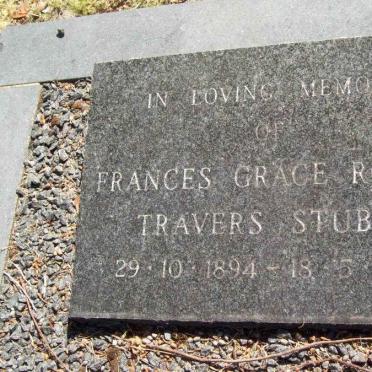 IN LOVING MEMO
OF
FRANCES GRACE R
TRAVERS STUB
29·10·1894 - 18·5